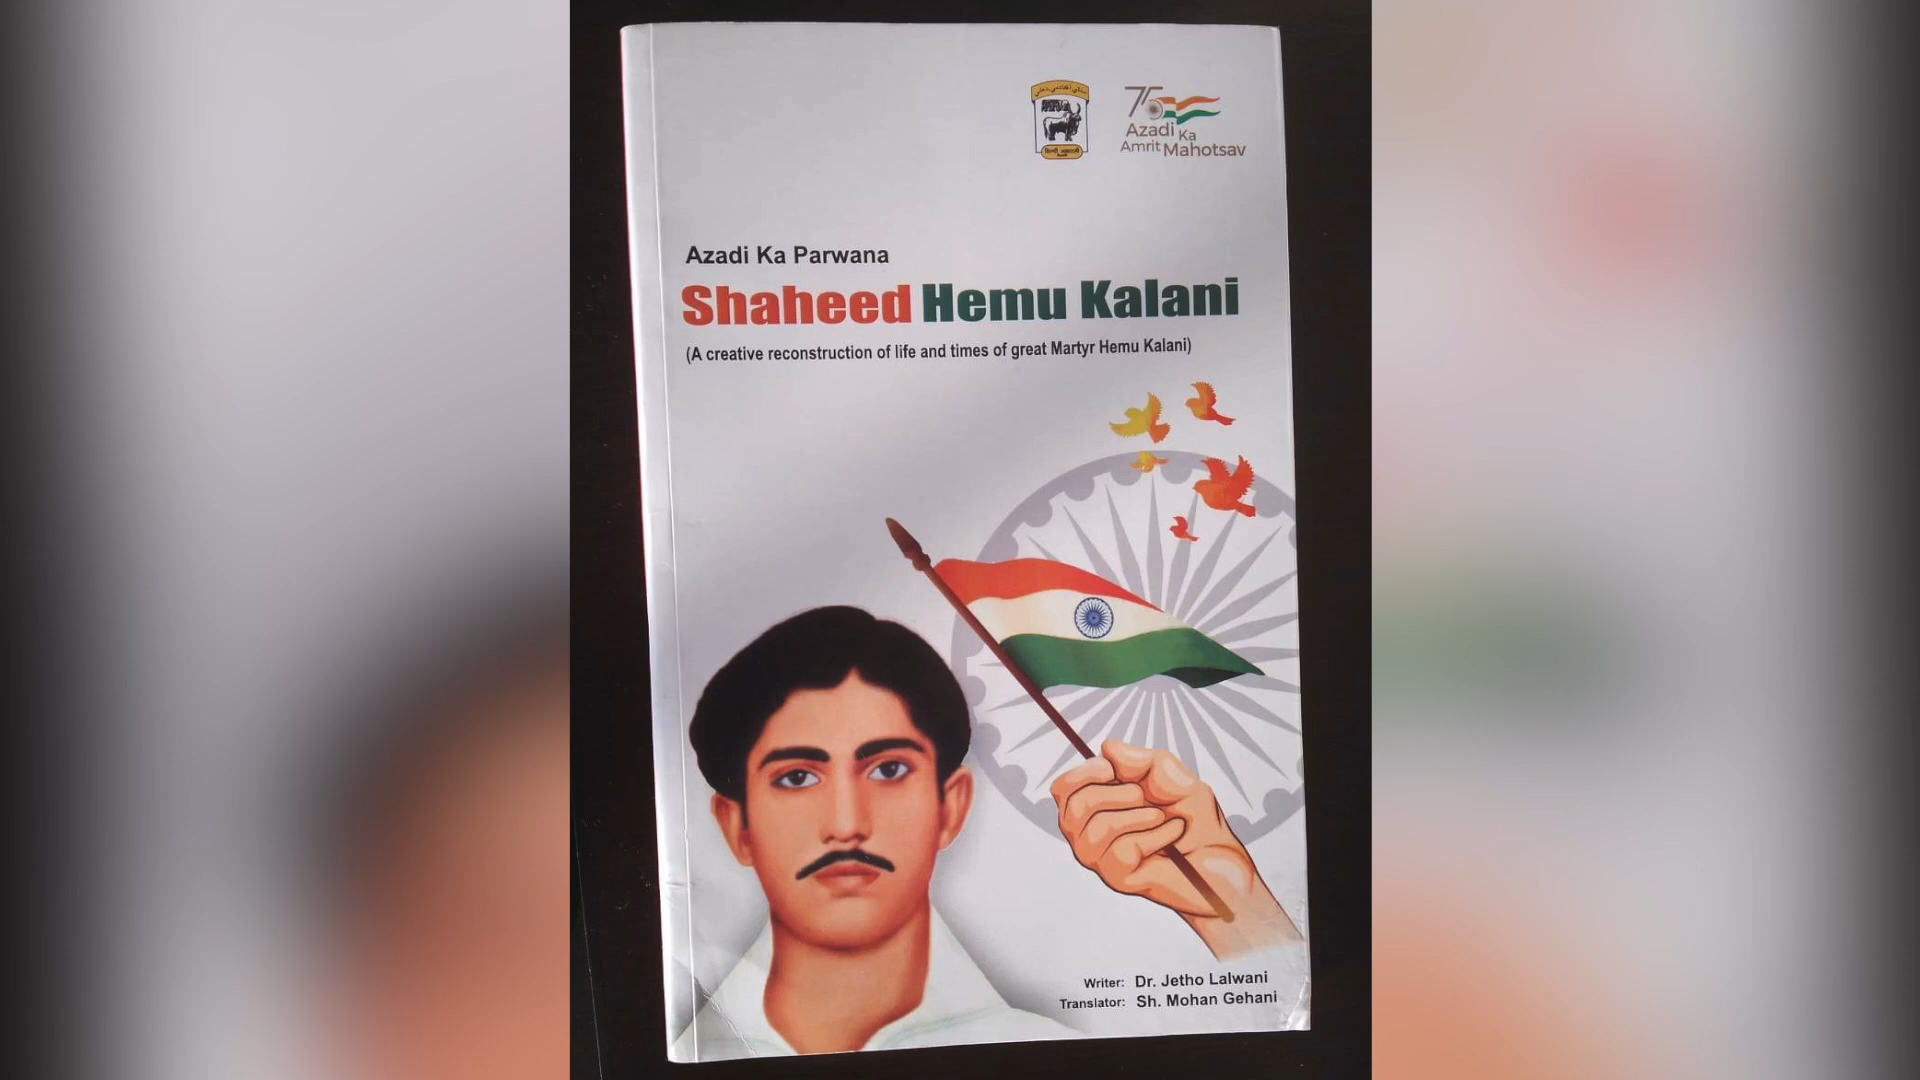 75
Azadi Ka
Amrit Mahotsav
Azadi Ka Parwana
Shaheed Hemu Kalani
(A creative reconstruction of life and times of great Martyr Hemu Kalani)
Writer: Dr. Jetho Lalwani
Translator: Sh. Mohan Gehani